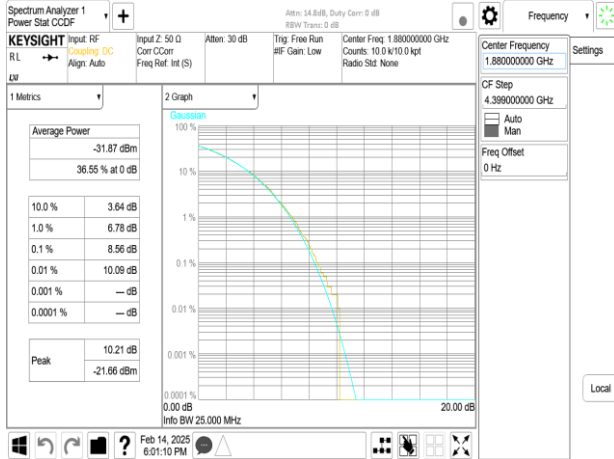 Spectrum Analyzer 1
Power Stat CCDF
Attn: 14.8dB, Duty Corr: 0 dB
RBW Trans: 0 dB
Frequency
KEYSIGHT
RL
Input: RF
Coupling: DC
Align: Auto
Input Z: 50 Ω
Corr CCorr
Freq Ref: Int (S)
Atten: 30 dB
Trig: Free Run
#IF Gain: Low
Center Freq: 1.880000000 GHz
Counts: 10.0 k/10.0 kpt
Radio Std: None
Center Frequency
1.880000000 GHz
Settings
CF Step
4.399000000 GHz
Auto
Man
Freq Offset
0 Hz
Local
1 Metrics
Average Power
-31.87 dBm
36.55 % at 0 dB
10.0 % 3.64 dB
1.0 % 6.78 dB
0.1 % 8.56 dB
0.01 % 10.09 dB
0.001 % --- dB
0.0001 % --- dB
Peak
10.21 dB
-21.66 dBm
2 Graph
Gaussian
100 %
10 %
1 %
0.1 %
0.01 %
0.001 %
0.0001 %
0.00 dB
20.00 dB
Info BW 25.000 MHz
?
Feb 14, 2025
6:01:10 PM